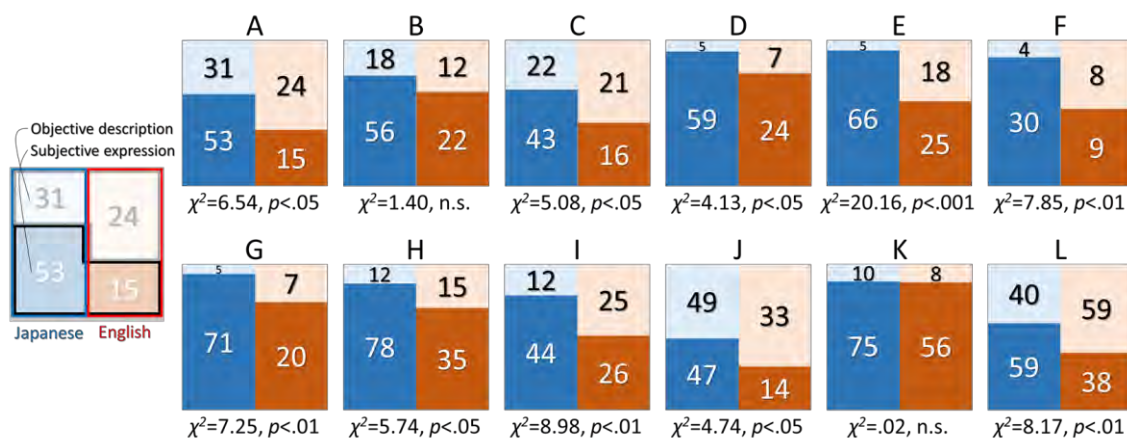 A B C D E F
31 24 18 12 22 21 5 7 5 18 4 8
53 15 56 22 43 16 59 24 66 25 30 9
χ²=6.54, p<.05 χ²=1.40, n.s. χ²=5.08, p<.05 χ²=4.13, p<.05 χ²=20.16, p<.001 χ²=7.85, p<.01
Objective description
Subjective expression
31 24
53 15
Japanese English
G H I J K L
5 7 12 15 12 25 49 33 10 8 40 59
71 20 78 35 44 26 47 14 75 56 59 38
χ²=7.25, p<.01 χ²=5.74, p<.05 χ²=8.98, p<.01 χ²=4.74, p<.05 χ²=.02, n.s. χ²=8.17, p<.01